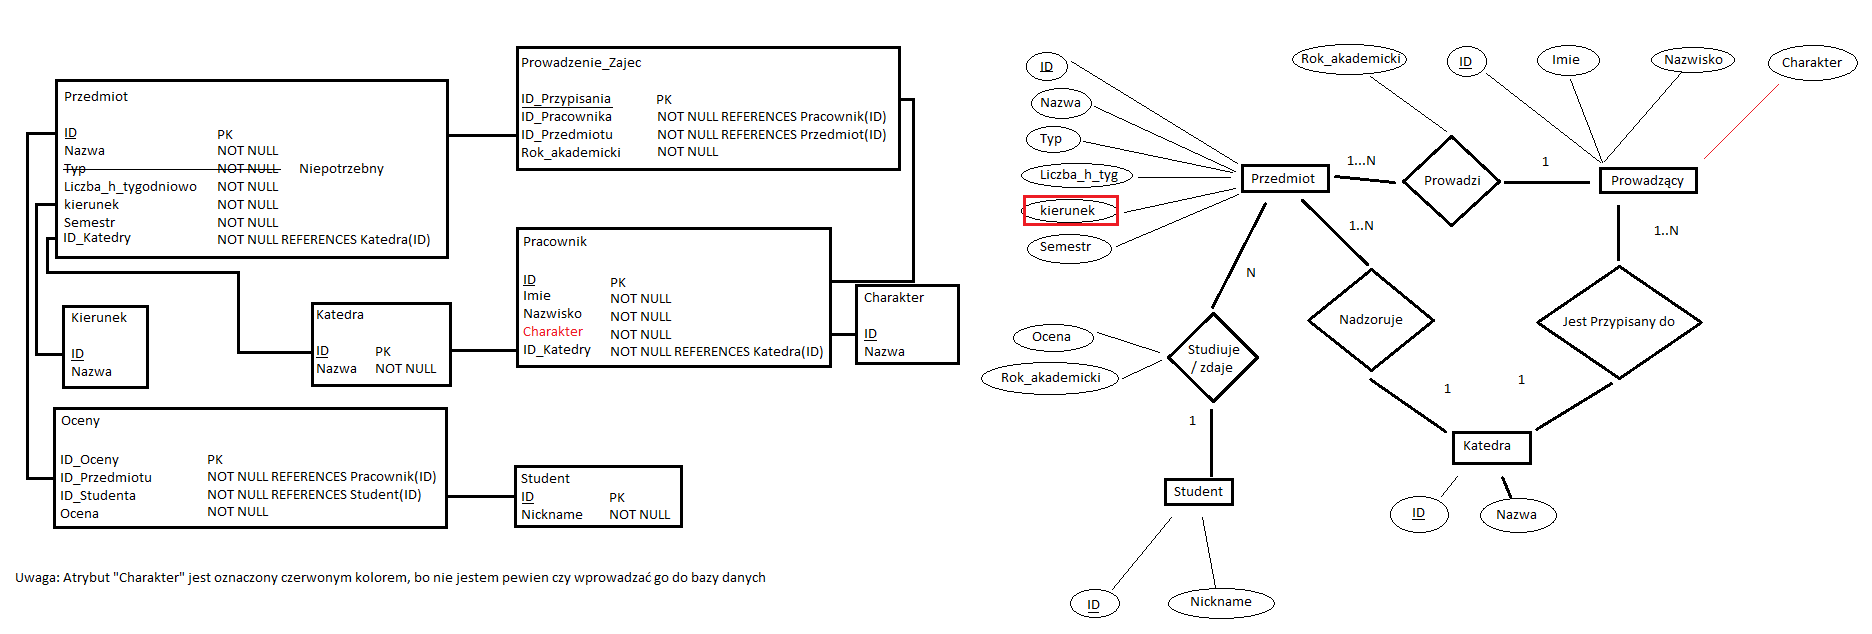 Przedmiot
ID PK
Nazwa NOT NULL
Typ NOT NULL Niepotrzebny
Liczba_h_tygodniowo NOT NULL
kierunek NOT NULL
Semestr NOT NULL
ID_Katedry NOT NULL REFERENCES Katedra(ID)
Prowadzenie_Zajec
ID_Przypisania PK
ID_Pracownika NOT NULL REFERENCES Pracownik(ID)
ID_Przedmiotu NOT NULL REFERENCES Przedmiot(ID)
Rok_akademicki NOT NULL
Pracownik
ID PK
Imie NOT NULL
Nazwisko NOT NULL
Charakter NOT NULL
ID_Katedry NOT NULL REFERENCES Katedra(ID)
Charakter
ID
Nazwa
Kierunek
ID
Nazwa
Katedra
ID PK
Nazwa NOT NULL
Oceny
ID_Oceny PK
ID_Przedmiotu NOT NULL REFERENCES Pracownik(ID)
ID_Studenta NOT NULL REFERENCES Student(ID)
Ocena NOT NULL
Student
ID PK
Nickname NOT NULL
Uwaga: Atrybut "Charakter" jest oznaczony czerwonym kolorem, bo nie jestem pewien czy wprowadzać go do bazy danych
ID
Nazwa
Typ
Liczba_h_tyg
kierunek
Semestr
Przedmiot
Rok_akademicki
ID
Imie
Nazwisko
Charakter
1...N
Prowadzi
1
Prowadzący
1..N
1..N
N
Nadzoruje
Jest Przypisany do
Ocena
Rok_akademicki
Studiuje
/ zdaje
1
1
1
Katedra
ID
Nazwa
Student
ID
Nickname